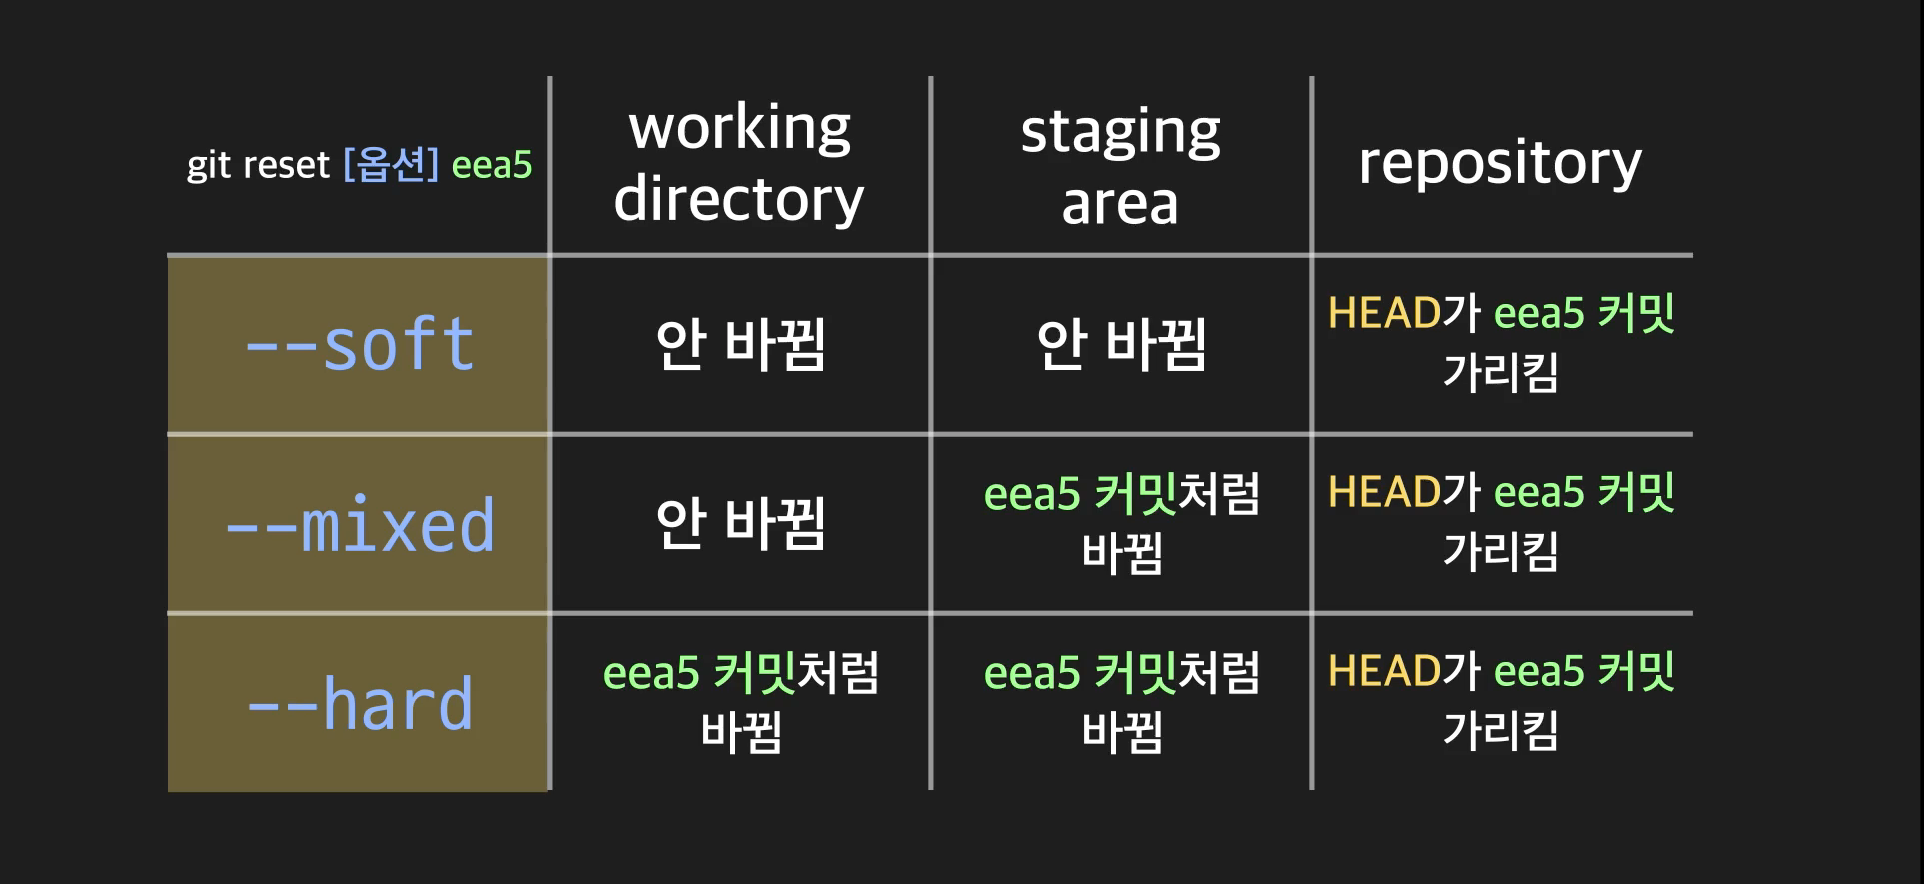 git reset [옵션] eea5
working
directory
staging
area
repository
--soft
안 바뀜
안 바뀜
HEAD가 eea5 커밋
가리킴
--mixed
안 바뀜
eea5 커밋처럼
바뀜
HEAD가 eea5 커밋
가리킴
--hard
eea5 커밋처럼
바뀜
eea5 커밋처럼
바뀜
HEAD가 eea5 커밋
가리킴